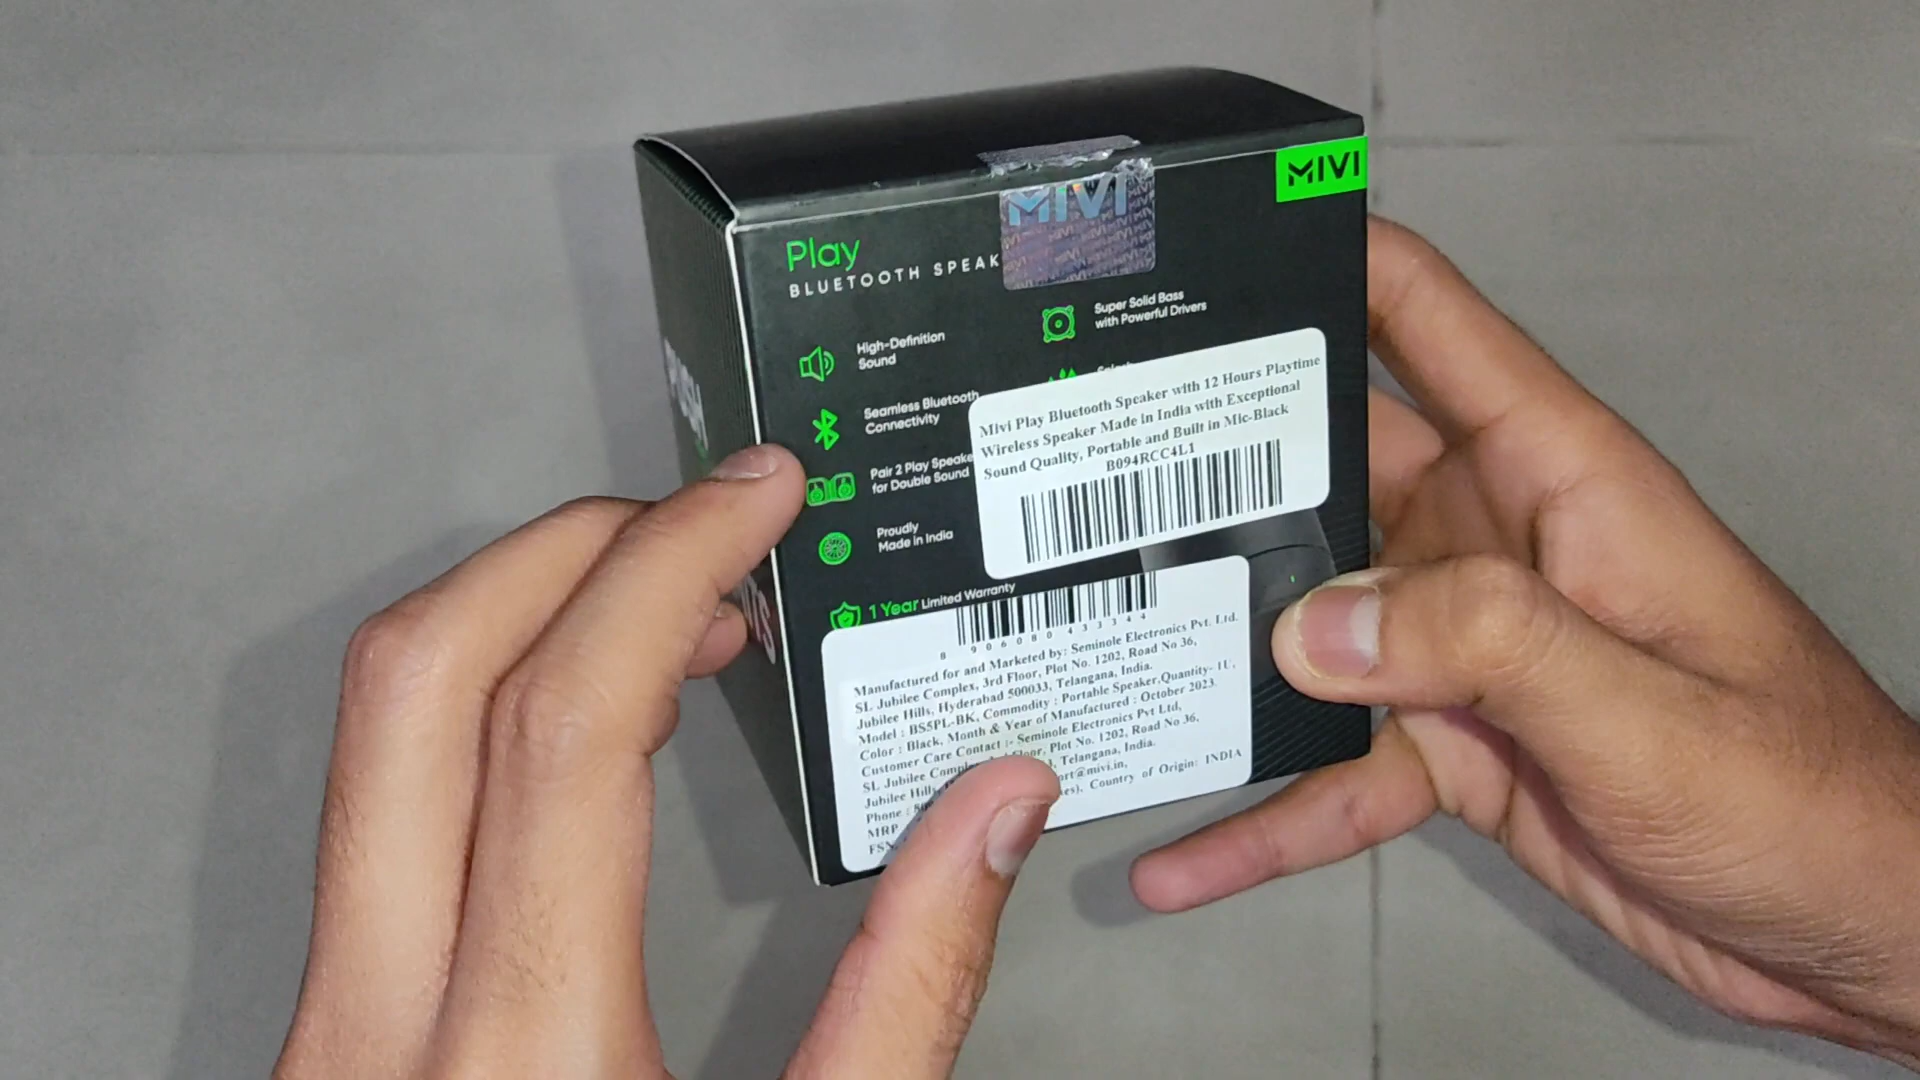 MIVI
MIVI
Play
BLUETOOTH SPEAK
High-Definition
Sound
Super Solid Bass
with Powerful Drivers
Seamless Bluetooth
Connectivity
Pair 2 Play Speake
for Double Sound
Proudly
Made in India
1 Year Limited Warranty
Mivi Play Bluetooth Speaker with 12 Hours Playtime
Wireless Speaker Made in India with Exceptional
Sound Quality, Portable and Built in Mic-Black
B094RCC4L1
8 906080 433344
Manufactured for and Marketed by: Seminole Electronics Pvt. Ltd.
SL Jubilee Complex, 3rd Floor, Plot No. 1202, Road No 36,
Jubilee Hills, Hyderabad 500033, Telangana, India.
Model : BS5PL-BK, Commodity : Portable Speaker,Quantity- 1U,
Color : Black, Month & Year of Manufactured : October 2023.
Customer Care Contact :- Seminole Electronics Pvt Ltd,
SL Jubilee Floor, Plot No. 1202, Road No 36,
Jubilee Hills, Telangana, India.
Phone : @mivi.in,
MRP Country of Origin: INDIA
FSN